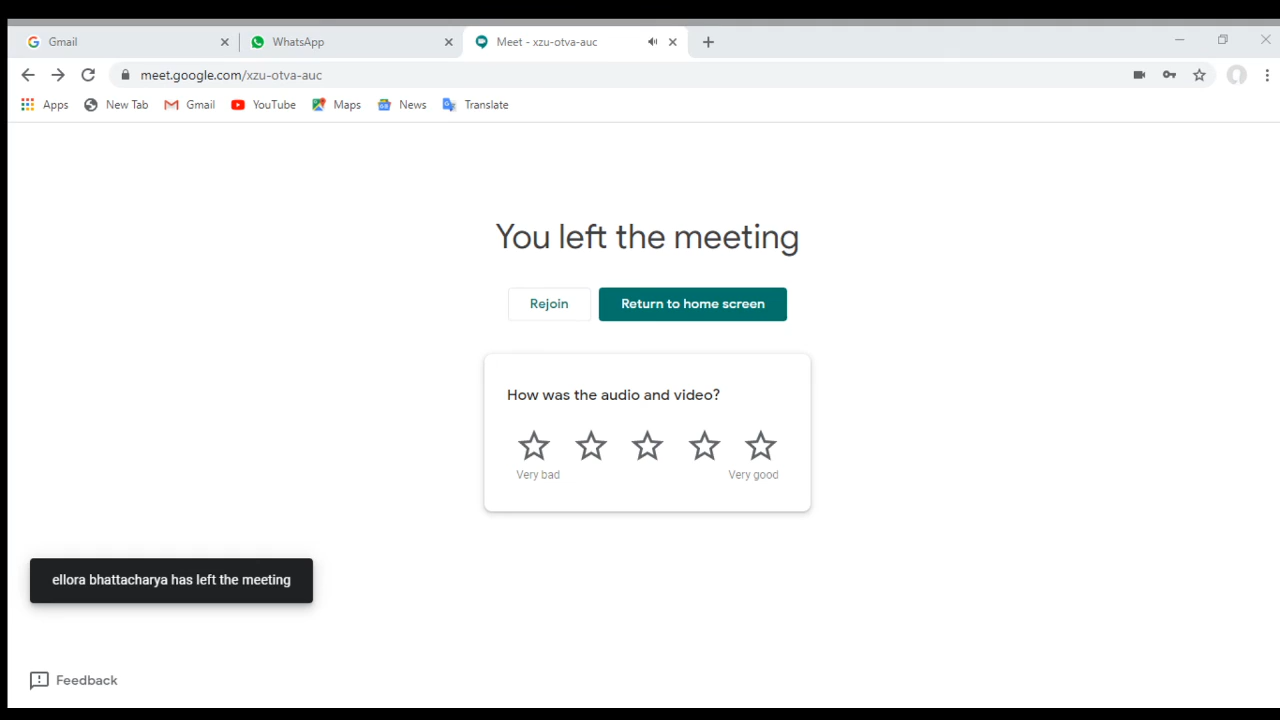 Gmail
WhatsApp
Meet - xzu-otva-auc
meet.google.com/xzu-otva-auc
Apps
New Tab
Gmail
YouTube
Maps
News
Translate
You left the meeting
Rejoin
Return to home screen
How was the audio and video?
Very bad
Very good
ellora bhattacharya has left the meeting
Feedback